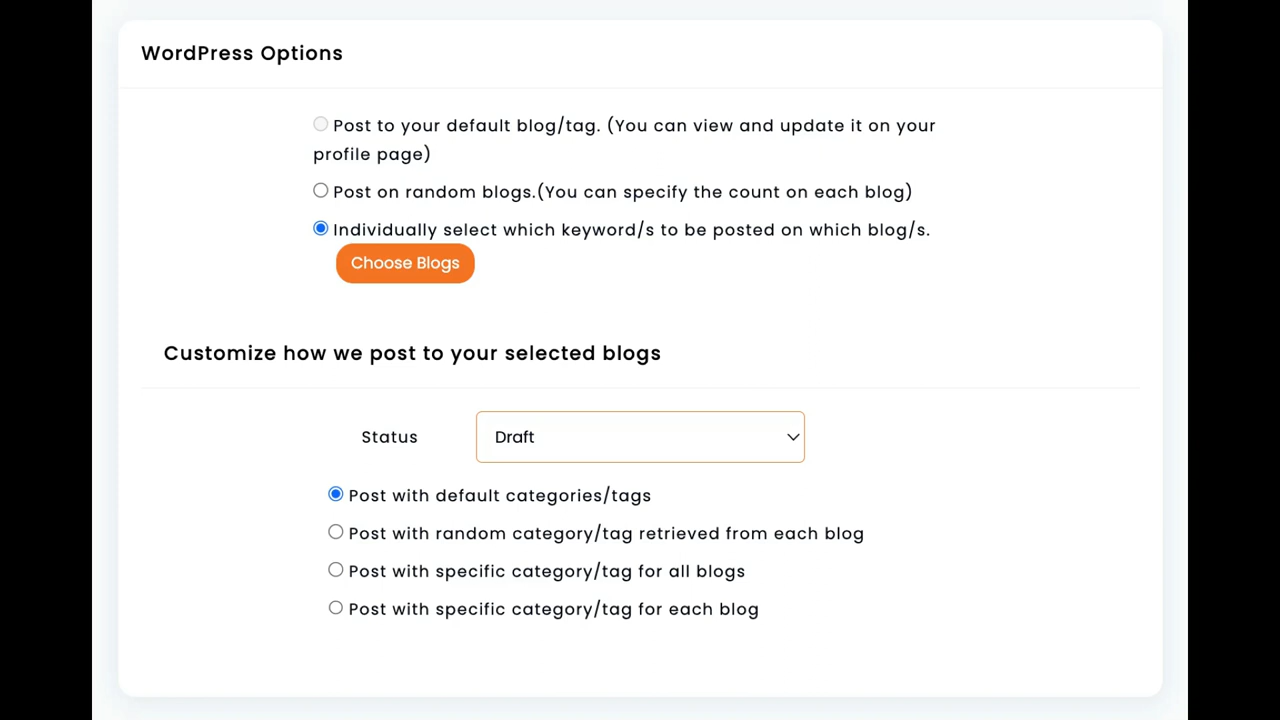 WordPress Options
Post to your default blog/tag. (You can view and update it on your
profile page)
Post on random blogs.(You can specify the count on each blog)
Individually select which keyword/s to be posted on which blog/s.
Choose Blogs
Customize how we post to your selected blogs
Status
Draft
Post with default categories/tags
Post with random category/tag retrieved from each blog
Post with specific category/tag for all blogs
Post with specific category/tag for each blog